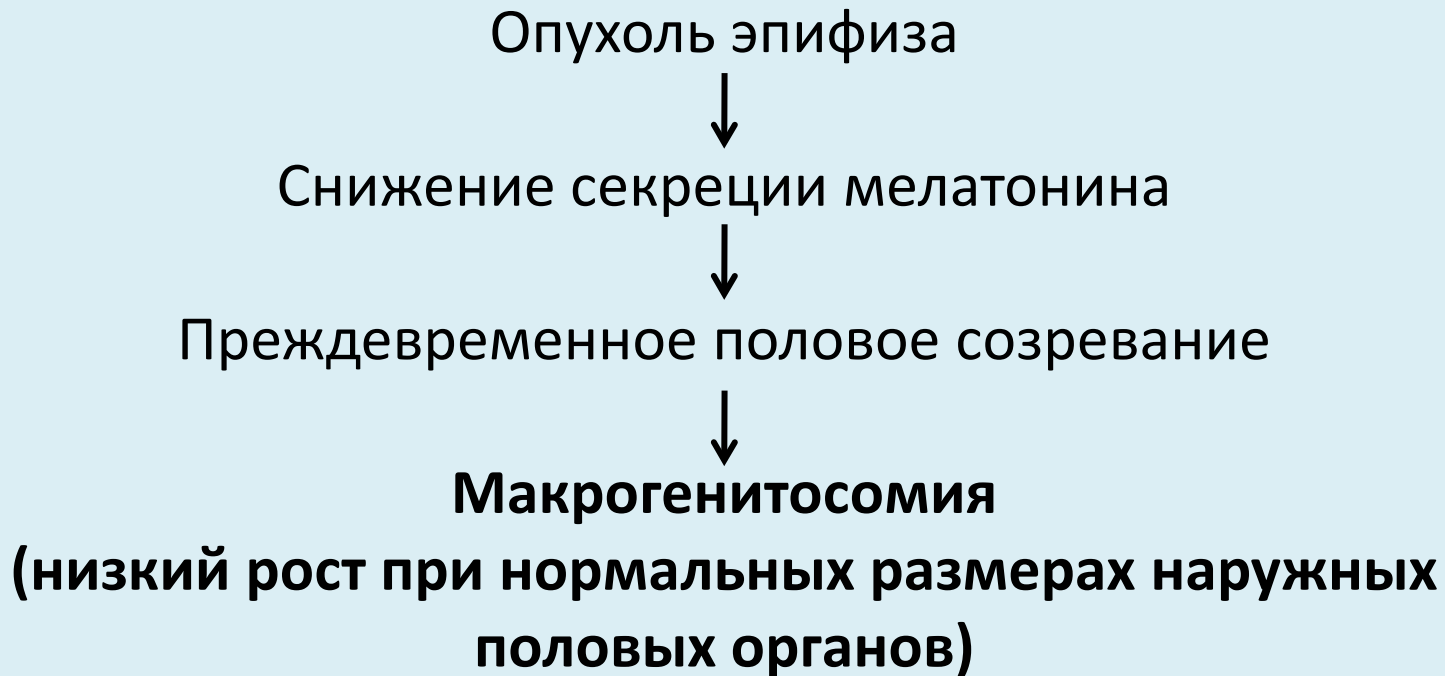 Опухоль эпифиза
Снижение секреции мелатонина
Преждевременное половое созревание
Макрогенитосомия
(низкий рост при нормальных размерах наружных
половых органов)